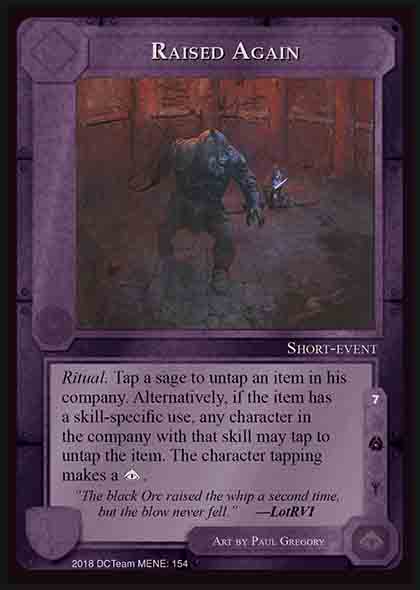 Raised Again
Short-event
Ritual. Tap a sage to untap an item in his
company. Alternatively, if the item has
a skill-specific use, any character in
the company with that skill may tap to
untap the item. The character tapping
makes a .
7
"The black Orc raised the whip a second time,
but the blow never fell." —LotRVI
Art by Paul Gregory
2018 DCTeam MENE: 154